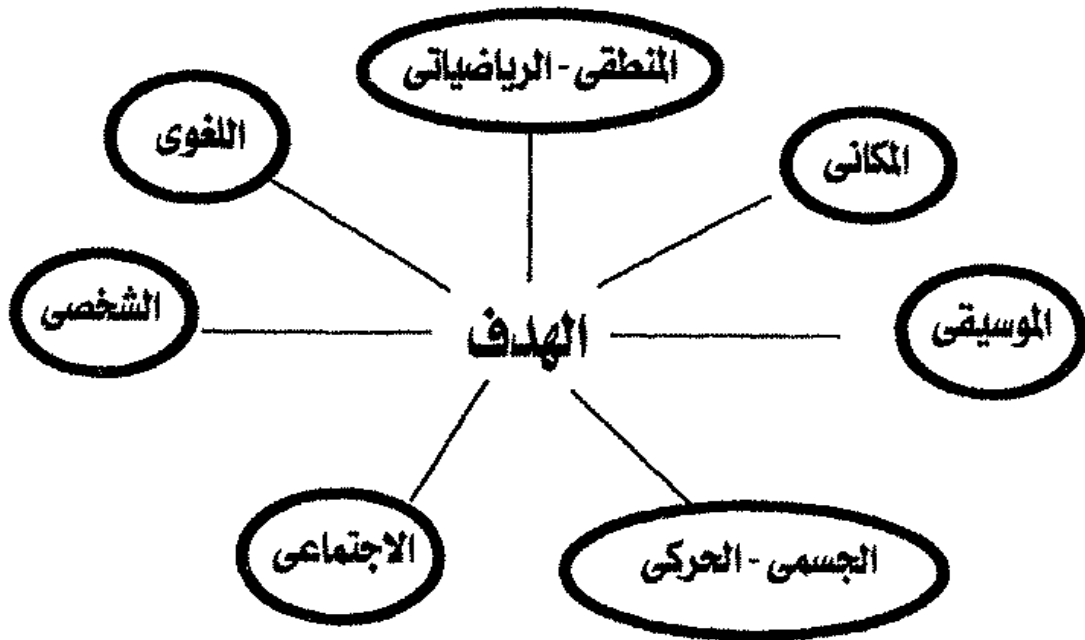 المنطقى - الرياضياتى
المكانى
اللغوى
الموسيقى
الهدف
الشخصى
الجسمى - الحركى
الاجتماعى